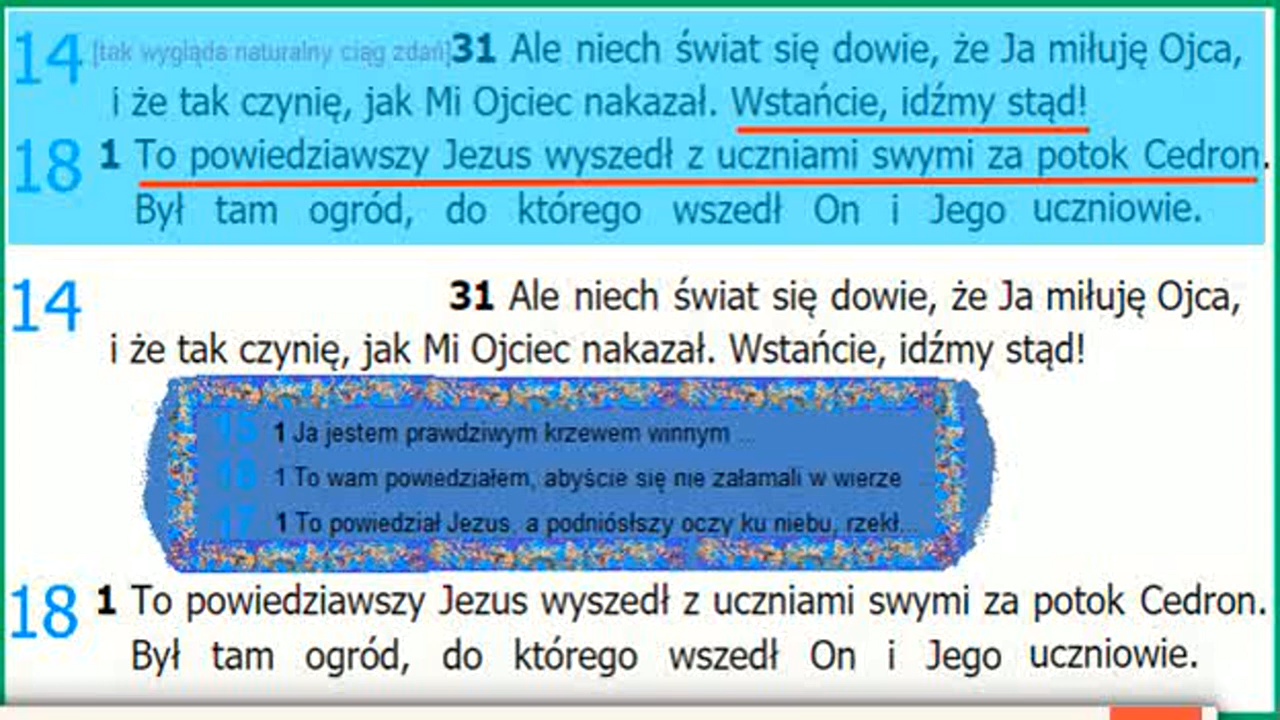 14 [tak wygląda naturalny ciąg zdań] 31 Ale niech świat się dowie, że Ja miłuję Ojca,
i że tak czynię, jak Mi Ojciec nakazał. Wstańcie, idźmy stąd!
18 1 To powiedziawszy Jezus wyszedł z uczniami swymi za potok Cedron.
Był tam ogród, do którego wszedł On i Jego uczniowie.
14 31 Ale niech świat się dowie, że Ja miłuję Ojca,
i że tak czynię, jak Mi Ojciec nakazał. Wstańcie, idźmy stąd!
15 1 Ja jestem prawdziwym krzewem winnym ...
16 1 To wam powiedziałem, abyście się nie załamali w wierze
17 1 To powiedział Jezus, a podniósłszy oczy ku niebu, rzekł...
18 1 To powiedziawszy Jezus wyszedł z uczniami swymi za potok Cedron.
Był tam ogród, do którego wszedł On i Jego uczniowie.